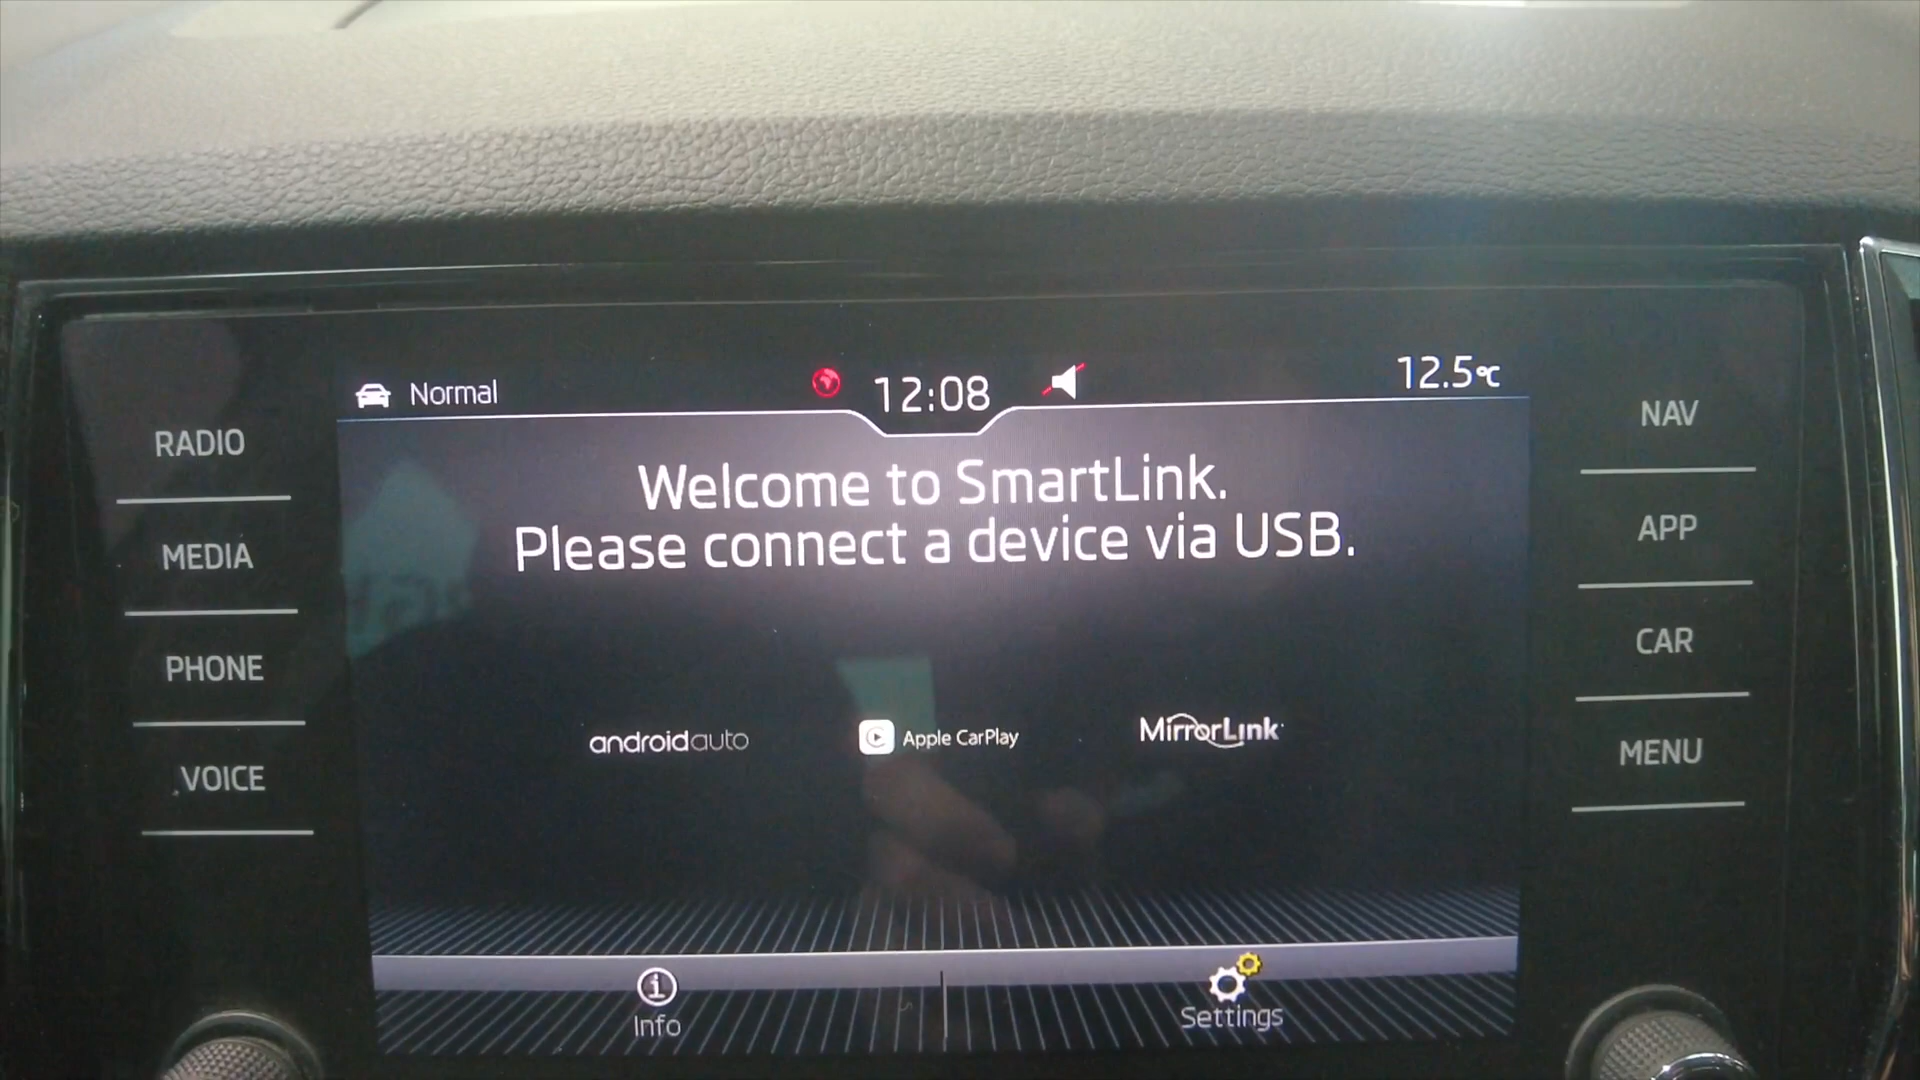 Normal
12:08
12.5°C
RADIO
MEDIA
PHONE
VOICE
Welcome to SmartLink.
Please connect a device via USB.
androidauto
Apple CarPlay
MirrorLink
NAV
APP
CAR
MENU
Info
Settings